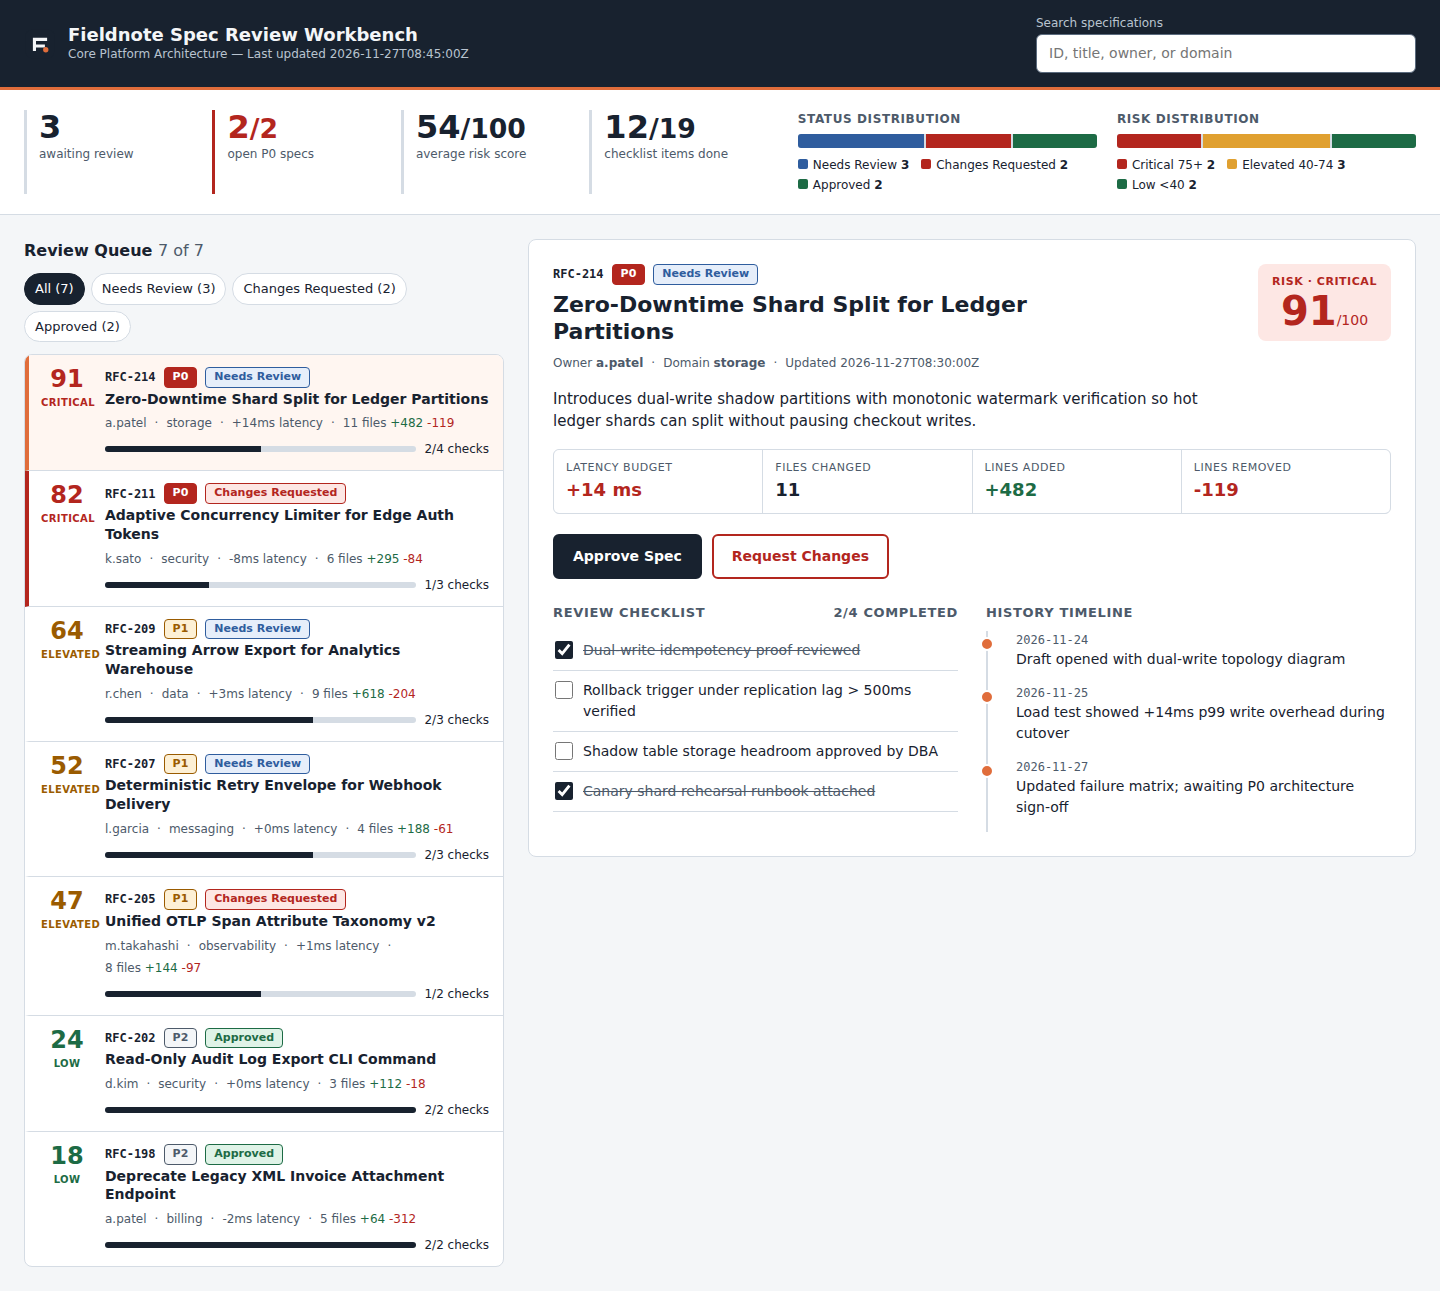 Fieldnote Spec Review Workbench
Core Platform Architecture — Last updated 2026-11-27T08:45:00Z
Search specifications
ID, title, owner, or domain
3
awaiting review
2/2
open P0 specs
54/100
average risk score
12/19
checklist items done
STATUS DISTRIBUTION
Needs Review 3 Changes Requested 2
Approved 2
RISK DISTRIBUTION
Critical 75+ 2 Elevated 40-74 3
Low <40 2
Review Queue 7 of 7
All (7) Needs Review (3) Changes Requested (2)
Approved (2)
91 CRITICAL
RFC-214 P0 Needs Review
Zero-Downtime Shard Split for Ledger Partitions
a.patel · storage · +14ms latency · 11 files +482 -119
2/4 checks
82 CRITICAL
RFC-211 P0 Changes Requested
Adaptive Concurrency Limiter for Edge Auth
Tokens
k.sato · security · -8ms latency · 6 files +295 -84
1/3 checks
64 ELEVATED
RFC-209 P1 Needs Review
Streaming Arrow Export for Analytics
Warehouse
r.chen · data · +3ms latency · 9 files +618 -204
2/3 checks
52 ELEVATED
RFC-207 P1 Needs Review
Deterministic Retry Envelope for Webhook
Delivery
l.garcia · messaging · +0ms latency · 4 files +188 -61
2/3 checks
47 ELEVATED
RFC-205 P1 Changes Requested
Unified OTLP Span Attribute Taxonomy v2
m.takahashi · observability · +1ms latency ·
8 files +144 -97
1/2 checks
24 LOW
RFC-202 P2 Approved
Read-Only Audit Log Export CLI Command
d.kim · security · +0ms latency · 3 files +112 -18
2/2 checks
18 LOW
RFC-198 P2 Approved
Deprecate Legacy XML Invoice Attachment
Endpoint
a.patel · billing · -2ms latency · 5 files +64 -312
2/2 checks
RFC-214 P0 Needs Review
Zero-Downtime Shard Split for Ledger
Partitions
Owner a.patel · Domain storage · Updated 2026-11-27T08:30:00Z
RISK · CRITICAL
91/100
Introduces dual-write shadow partitions with monotonic watermark verification so hot
ledger shards can split without pausing checkout writes.
LATENCY BUDGET
+14 ms
FILES CHANGED
11
LINES ADDED
+482
LINES REMOVED
-119
Approve Spec Request Changes
REVIEW CHECKLIST 2/4 COMPLETED
Dual-write idempotency proof reviewed
Rollback trigger under replication lag > 500ms
verified
Shadow table storage headroom approved by DBA
Canary shard rehearsal runbook attached
HISTORY TIMELINE
2026-11-24
Draft opened with dual-write topology diagram
2026-11-25
Load test showed +14ms p99 write overhead during
cutover
2026-11-27
Updated failure matrix; awaiting P0 architecture
sign-off